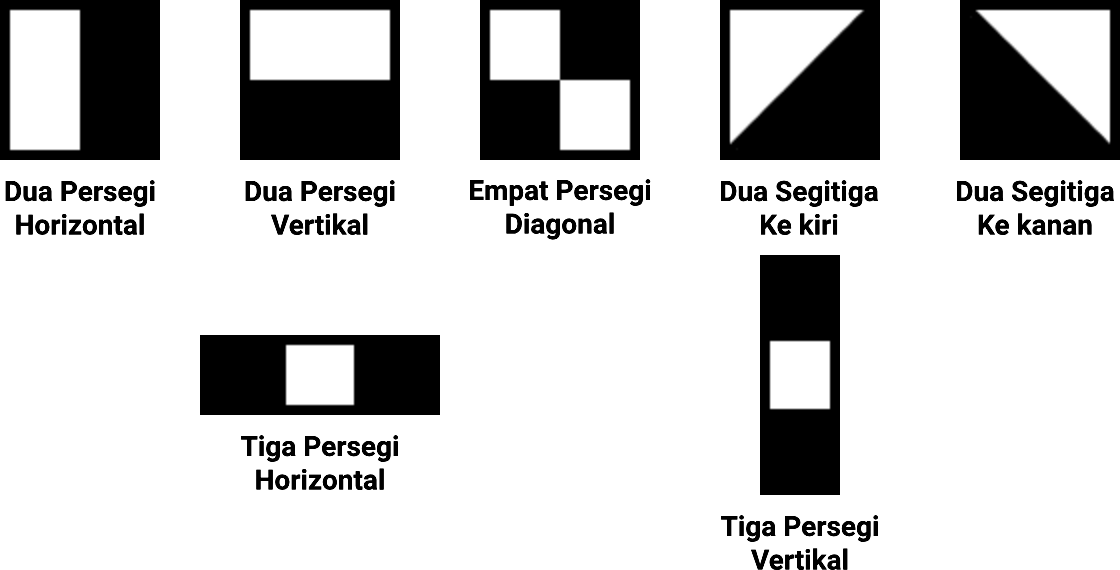 Dua Persegi
Horizontal
Dua Persegi
Vertikal
Empat Persegi
Diagonal
Dua Segitiga
Ke kiri
Dua Segitiga
Ke kanan
Tiga Persegi
Horizontal
Tiga Persegi
Vertikal